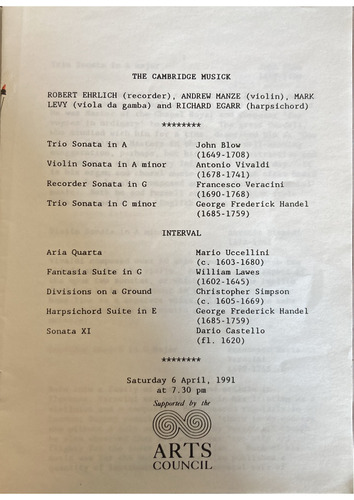 THE CAMBRIDGE MUSICK
ROBERT EHRLICH (recorder), ANDREW MANZE (violin), MARK
LEVY (viola da gamba) and RICHARD EGARR (harpsichord)
********
Trio Sonata in A John Blow
(1649-1708)
Violin Sonata in A minor Antonio Vivaldi
(1678-1741)
Recorder Sonata in G Francesco Veracini
(1690-1768)
Trio Sonata in C minor George Frederick Handel
(1685-1759)
INTERVAL
Aria Quarta Mario Uccellini
(c. 1603-1680)
Fantasia Suite in G William Lawes
(1602-1645)
Divisions on a Ground Christopher Simpson
(c. 1605-1669)
Harpsichord Suite in E George Frederick Handel
(1685-1759)
Sonata XI Dario Castello
(fl. 1620)
********
Saturday 6 April, 1991
at 7.30 pm
Supported by the
ARTS
COUNCIL